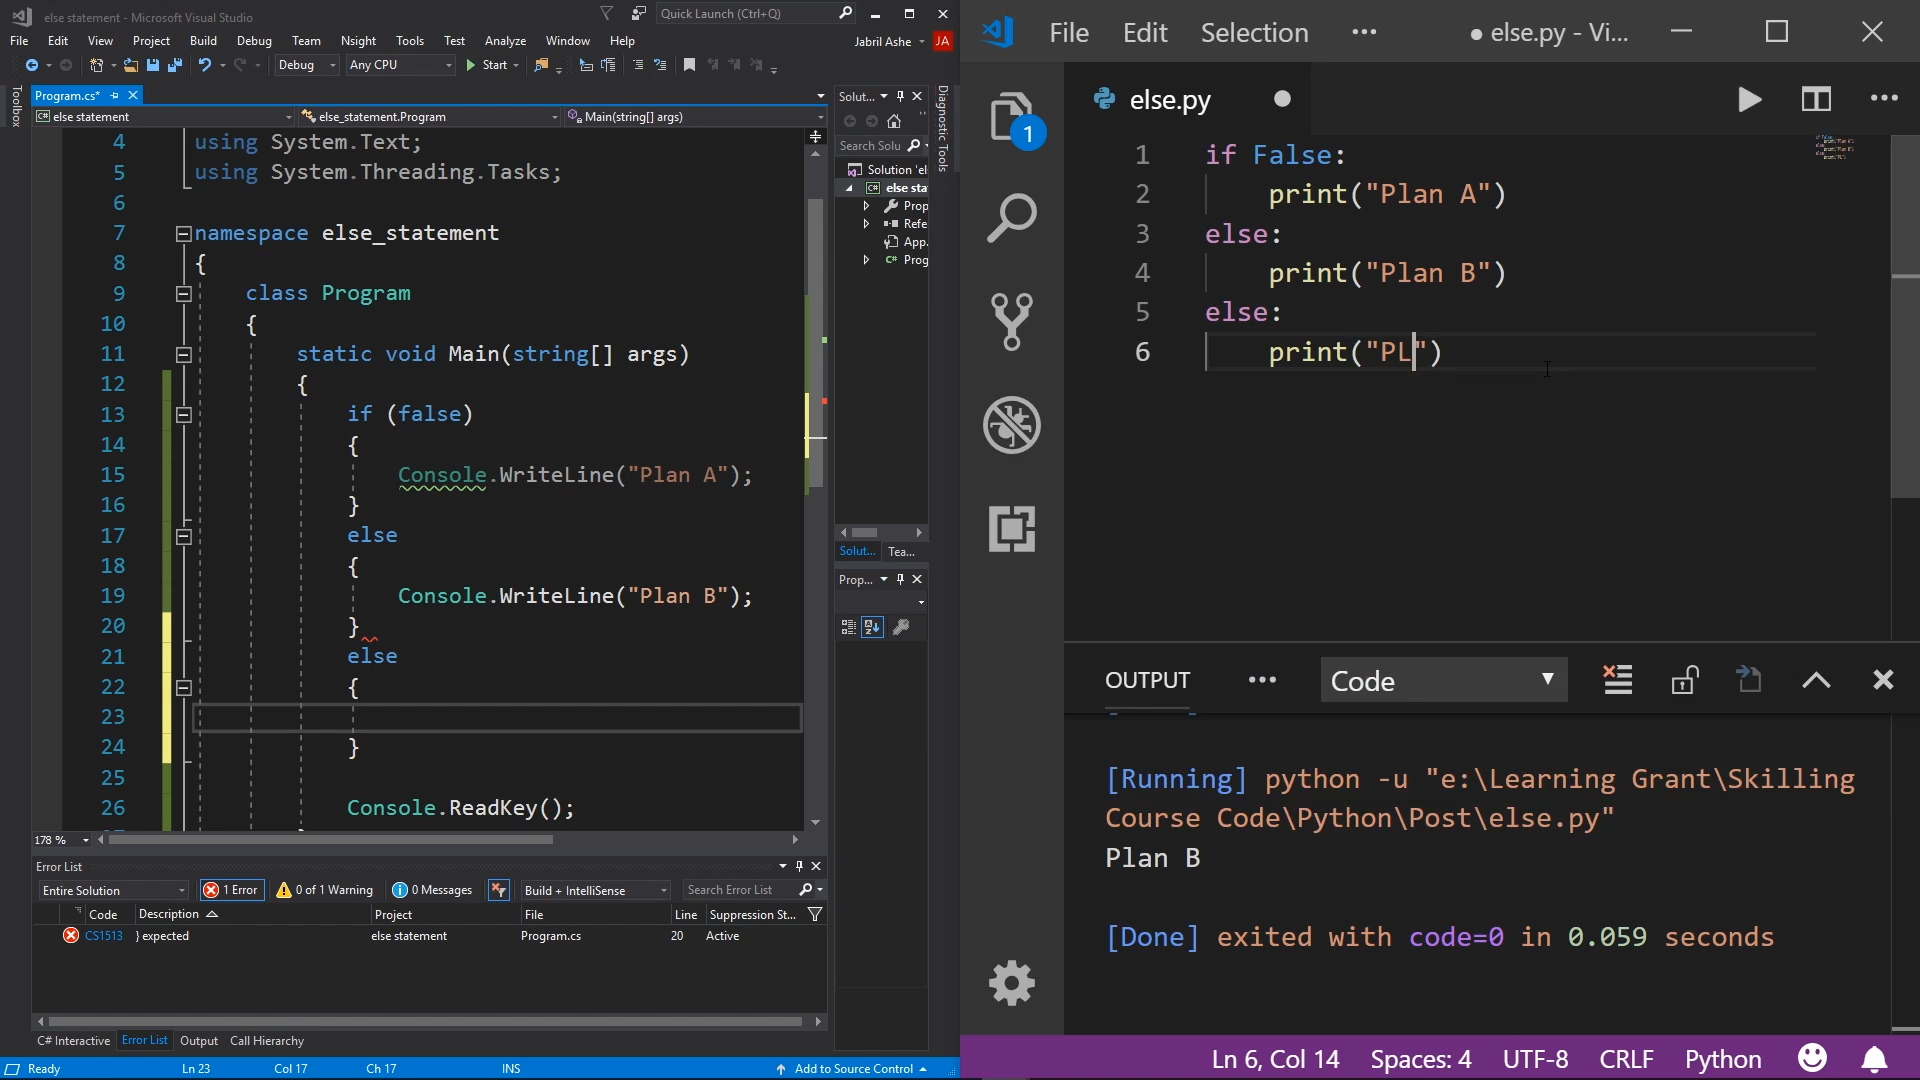 else statement - Microsoft Visual Studio
Quick Launch (Ctrl+Q)
File Edit View Project Build Debug Team Nsight Tools Test Analyze Window Help
Jabril Ashe JA
Debug Any CPU Start
Toolbox
Program.cs*
else statement else_statement.Program Main(string[] args)
4 using System.Text;
5 using System.Threading.Tasks;
6
7 namespace else_statement
8 {
9 class Program
10 {
11 static void Main(string[] args)
12 {
13 if (false)
14 {
15 Console.WriteLine("Plan A");
16 }
17 else
18 {
19 Console.WriteLine("Plan B");
20 }
21 else
22 {
23
24 }
25
26 Console.ReadKey();
178 %
Solut...
Search Solu
Solution 'el
C# else sta
Prop
Refe
App.
C# Prog
Solut... Tea...
Prop...
Diagnostic Tools
Error List
Entire Solution 1 Error 0 of 1 Warning 0 Messages Build + IntelliSense Search Error List
Code Description Project File Line Suppression St...
CS1513 } expected else statement Program.cs 20 Active
C# Interactive Error List Output Call Hierarchy
Ready Ln 23 Col 17 Ch 17 INS Add to Source Control
File Edit Selection ... ● else.py - Vi...
else.py
1
1 if False:
2 print("Plan A")
3 else:
4 print("Plan B")
5 else:
6 print("PL")
OUTPUT ... Code
[Running] python -u "e:\Learning Grant\Skilling
Course Code\Python\Post\else.py"
Plan B
[Done] exited with code=0 in 0.059 seconds
Ln 6, Col 14 Spaces: 4 UTF-8 CRLF Python